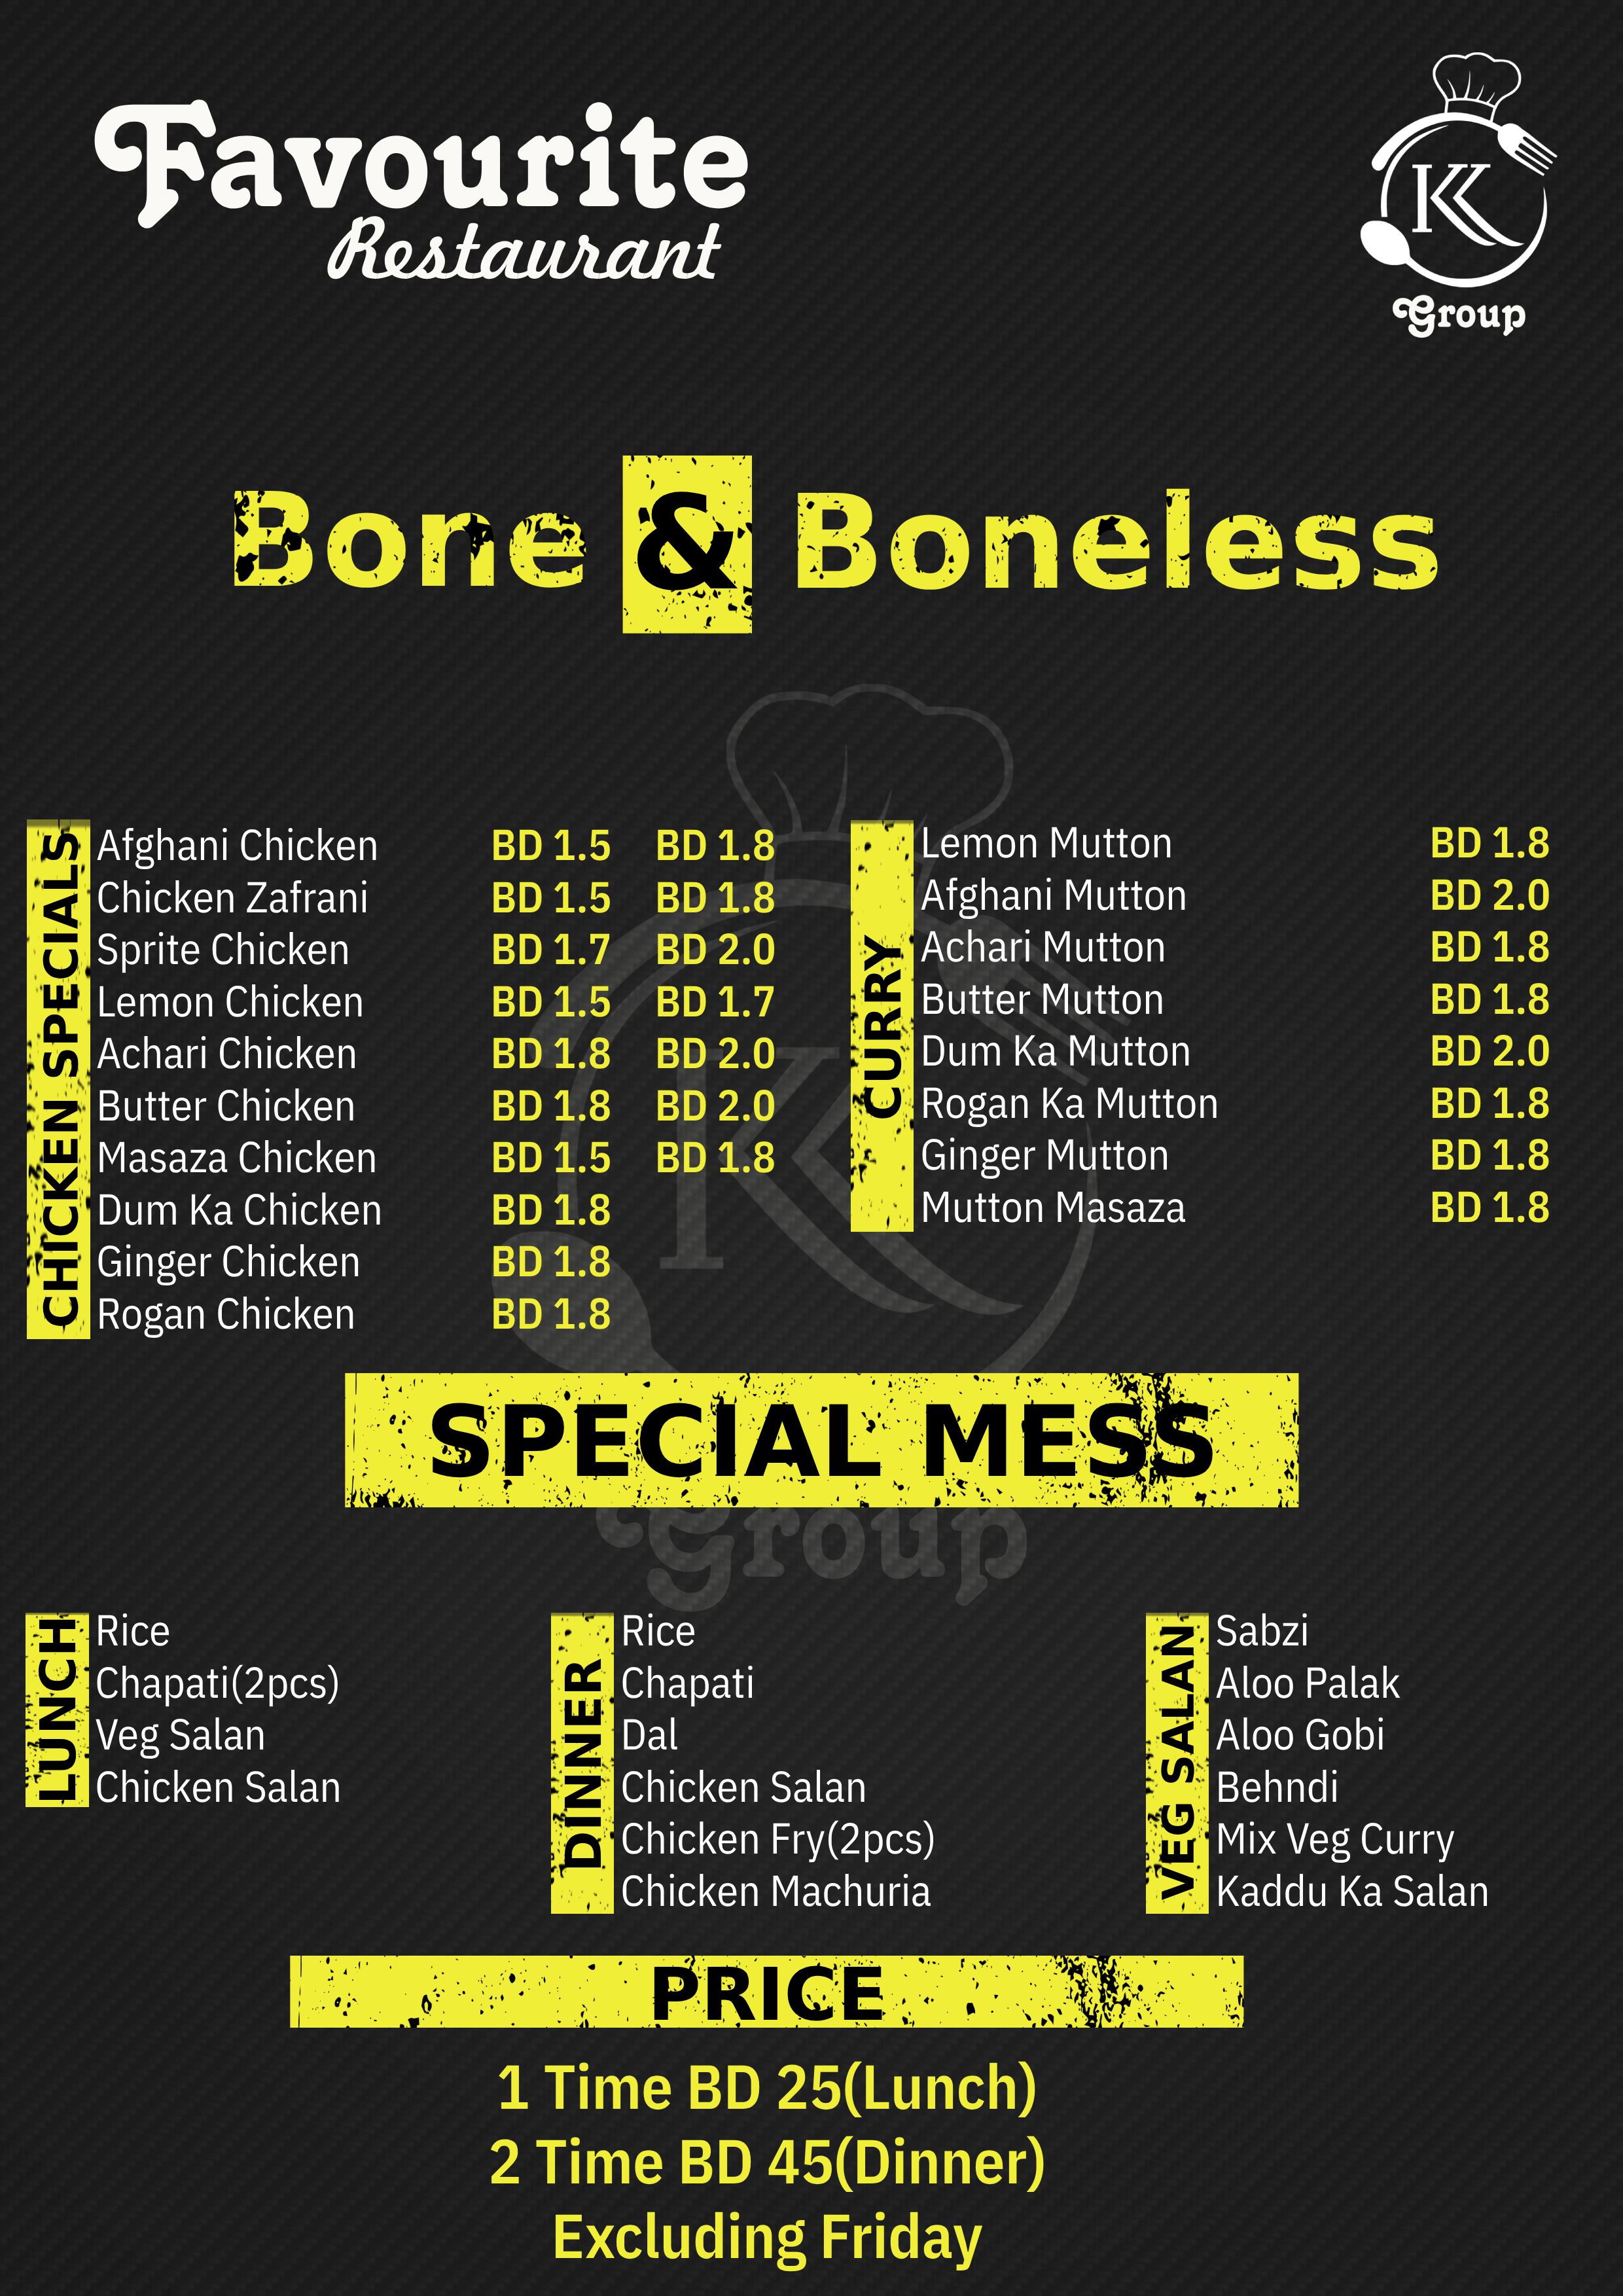 Favourite
Restaurant
KK
Group
Bone & Boneless
CHICKEN SPECIALS
Afghani Chicken BD 1.5 BD 1.8
Chicken Zafrani BD 1.5 BD 1.8
Sprite Chicken BD 1.7 BD 2.0
Lemon Chicken BD 1.5 BD 1.7
Achari Chicken BD 1.8 BD 2.0
Butter Chicken BD 1.8 BD 2.0
Masaza Chicken BD 1.5 BD 1.8
Dum Ka Chicken BD 1.8
Ginger Chicken BD 1.8
Rogan Chicken BD 1.8
CURRY
Lemon Mutton BD 1.8
Afghani Mutton BD 2.0
Achari Mutton BD 1.8
Butter Mutton BD 1.8
Dum Ka Mutton BD 2.0
Rogan Ka Mutton BD 1.8
Ginger Mutton BD 1.8
Mutton Masaza BD 1.8
KK
Group
SPECIAL MESS
LUNCH
Rice
Chapati(2pcs)
Veg Salan
Chicken Salan
DINNER
Rice
Chapati
Dal
Chicken Salan
Chicken Fry(2pcs)
Chicken Machuria
VEG SALAN
Sabzi
Aloo Palak
Aloo Gobi
Behndi
Mix Veg Curry
Kaddu Ka Salan
PRICE
1 Time BD 25(Lunch)
2 Time BD 45(Dinner)
Excluding Friday